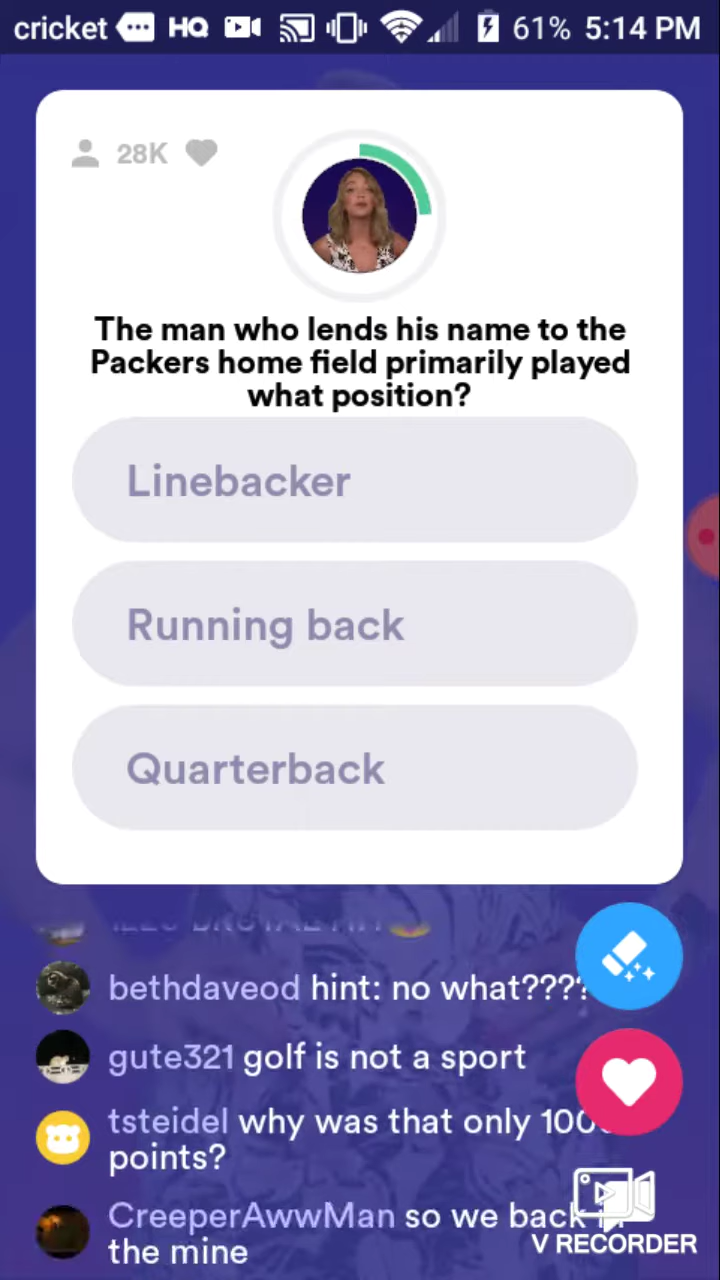 cricket HQ 61% 5:14 PM
28K
The man who lends his name to the
Packers home field primarily played
what position?
Linebacker
Running back
Quarterback
bethdaveod hint: no what????
gute321 golf is not a sport
tsteidel why was that only 100
points?
CreeperAwwMan so we back in
the mine
V RECORDER